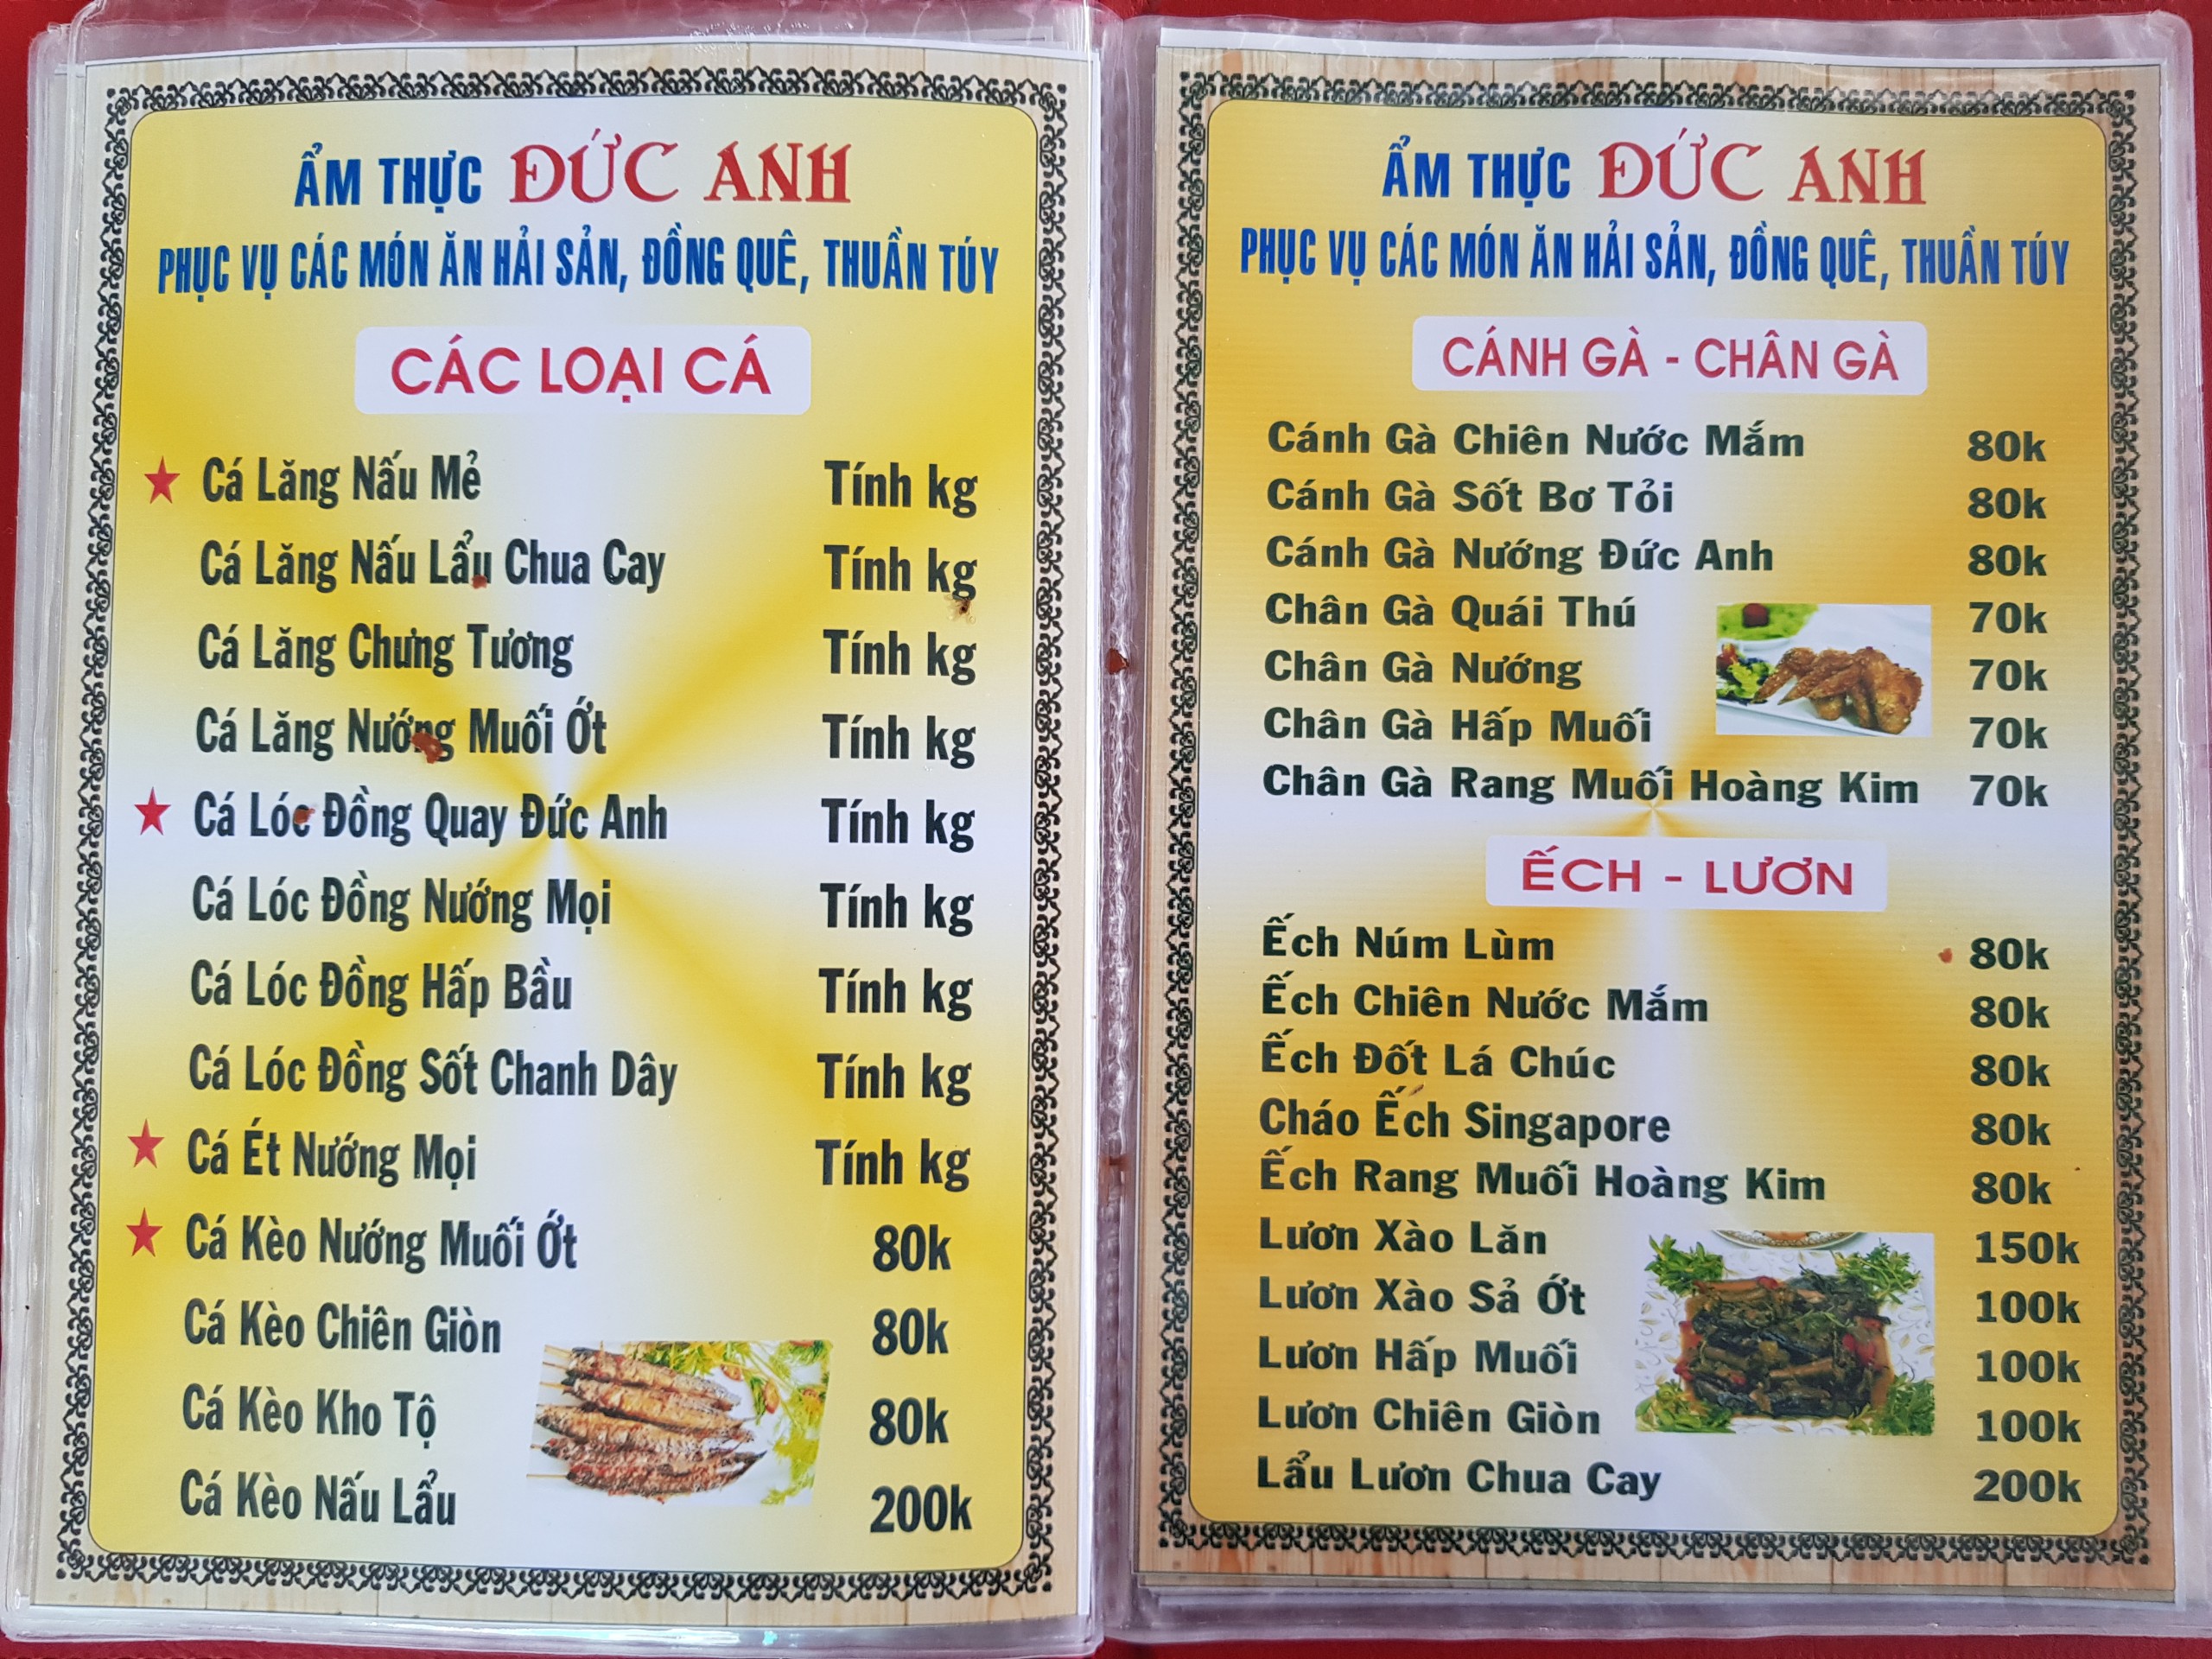 ẨM THỰC ĐỨC ANH
PHỤC VỤ CÁC MÓN ĂN HẢI SẢN, ĐỒNG QUÊ, THUẦN TÚY
CÁC LOẠI CÁ
★ Cá Lăng Nấu Mẻ Tính kg
Cá Lăng Nấu Lẩu Chua Cay Tính kg
Cá Lăng Chưng Tương Tính kg
Cá Lăng Nướng Muối Ớt Tính kg
★ Cá Lóc Đồng Quay Đức Anh Tính kg
Cá Lóc Đồng Nướng Mọi Tính kg
Cá Lóc Đồng Hấp Bầu Tính kg
Cá Lóc Đồng Sốt Chanh Dây Tính kg
★ Cá Ét Nướng Mọi Tính kg
★ Cá Kèo Nướng Muối Ớt 80k
Cá Kèo Chiên Giòn 80k
Cá Kèo Kho Tộ 80k
Cá Kèo Nấu Lẩu 200k
ẨM THỰC ĐỨC ANH
PHỤC VỤ CÁC MÓN ĂN HẢI SẢN, ĐỒNG QUÊ, THUẦN TÚY
CÁNH GÀ - CHÂN GÀ
Cánh Gà Chiên Nước Mắm 80k
Cánh Gà Sốt Bơ Tỏi 80k
Cánh Gà Nướng Đức Anh 80k
Chân Gà Quái Thú 70k
Chân Gà Nướng 70k
Chân Gà Hấp Muối 70k
Chân Gà Rang Muối Hoàng Kim 70k
ẾCH - LƯƠN
Ếch Núm Lùm 80k
Ếch Chiên Nước Mắm 80k
Ếch Đốt Lá Chúc 80k
Cháo Ếch Singapore 80k
Ếch Rang Muối Hoàng Kim 80k
Lươn Xào Lăn 150k
Lươn Xào Sả Ớt 100k
Lươn Hấp Muối 100k
Lươn Chiên Giòn 100k
Lẩu Lươn Chua Cay 200k